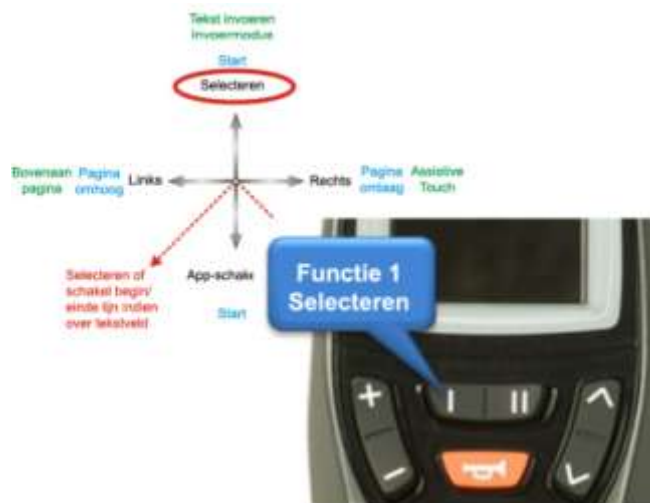 Tekst invoeren
Invoermodus
Start
Selecteren
Bovenaan
pagina
Pagina
omhoog
Links
Rechts
Pagina
omlaag
Assistive
Touch
Selecteren of
schakel begin/
einde lijn indien
over tekstveld
App-schake
Start
Functie 1
Selecteren
+
I
II
−